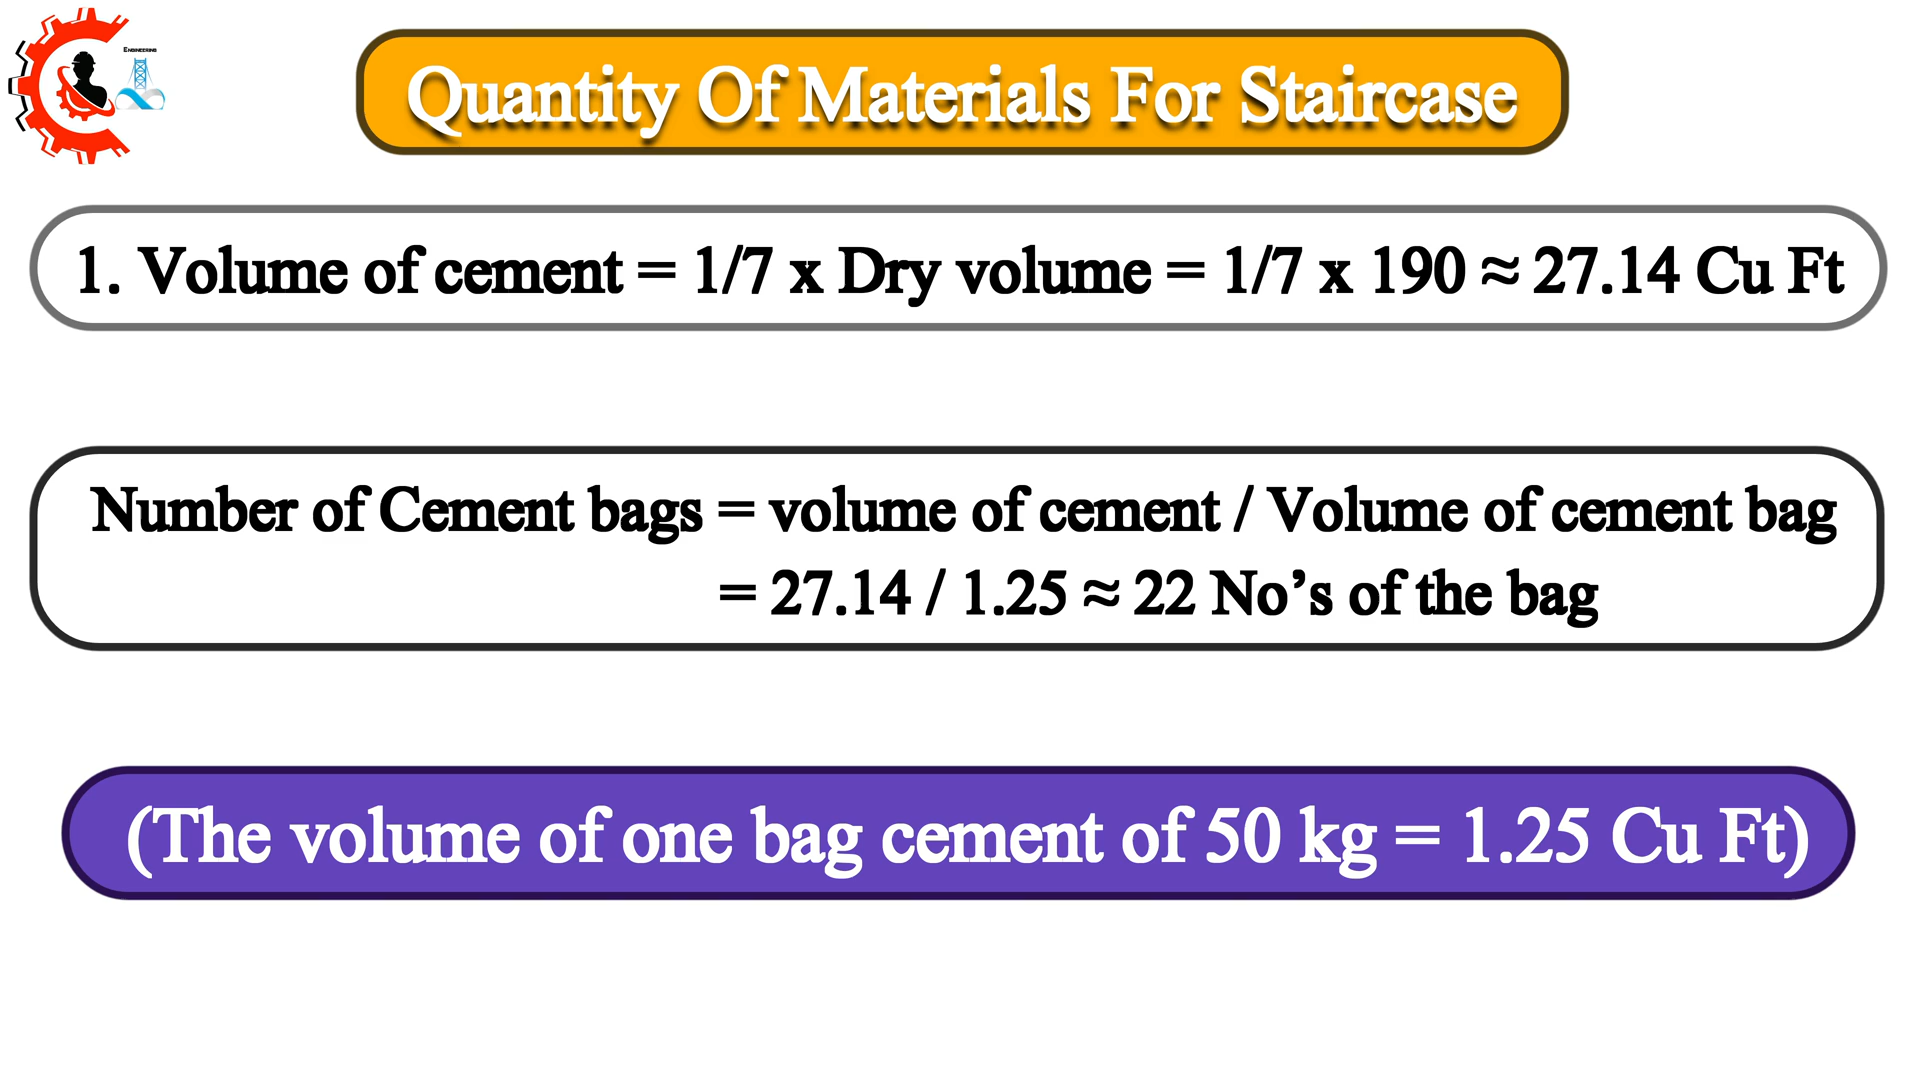 Engineering
Quantity Of Materials For Staircase
1. Volume of cement = 1/7 x Dry volume = 1/7 x 190 ≈ 27.14 Cu Ft
Number of Cement bags = volume of cement / Volume of cement bag
= 27.14 / 1.25 ≈ 22 No’s of the bag
(The volume of one bag cement of 50 kg = 1.25 Cu Ft)